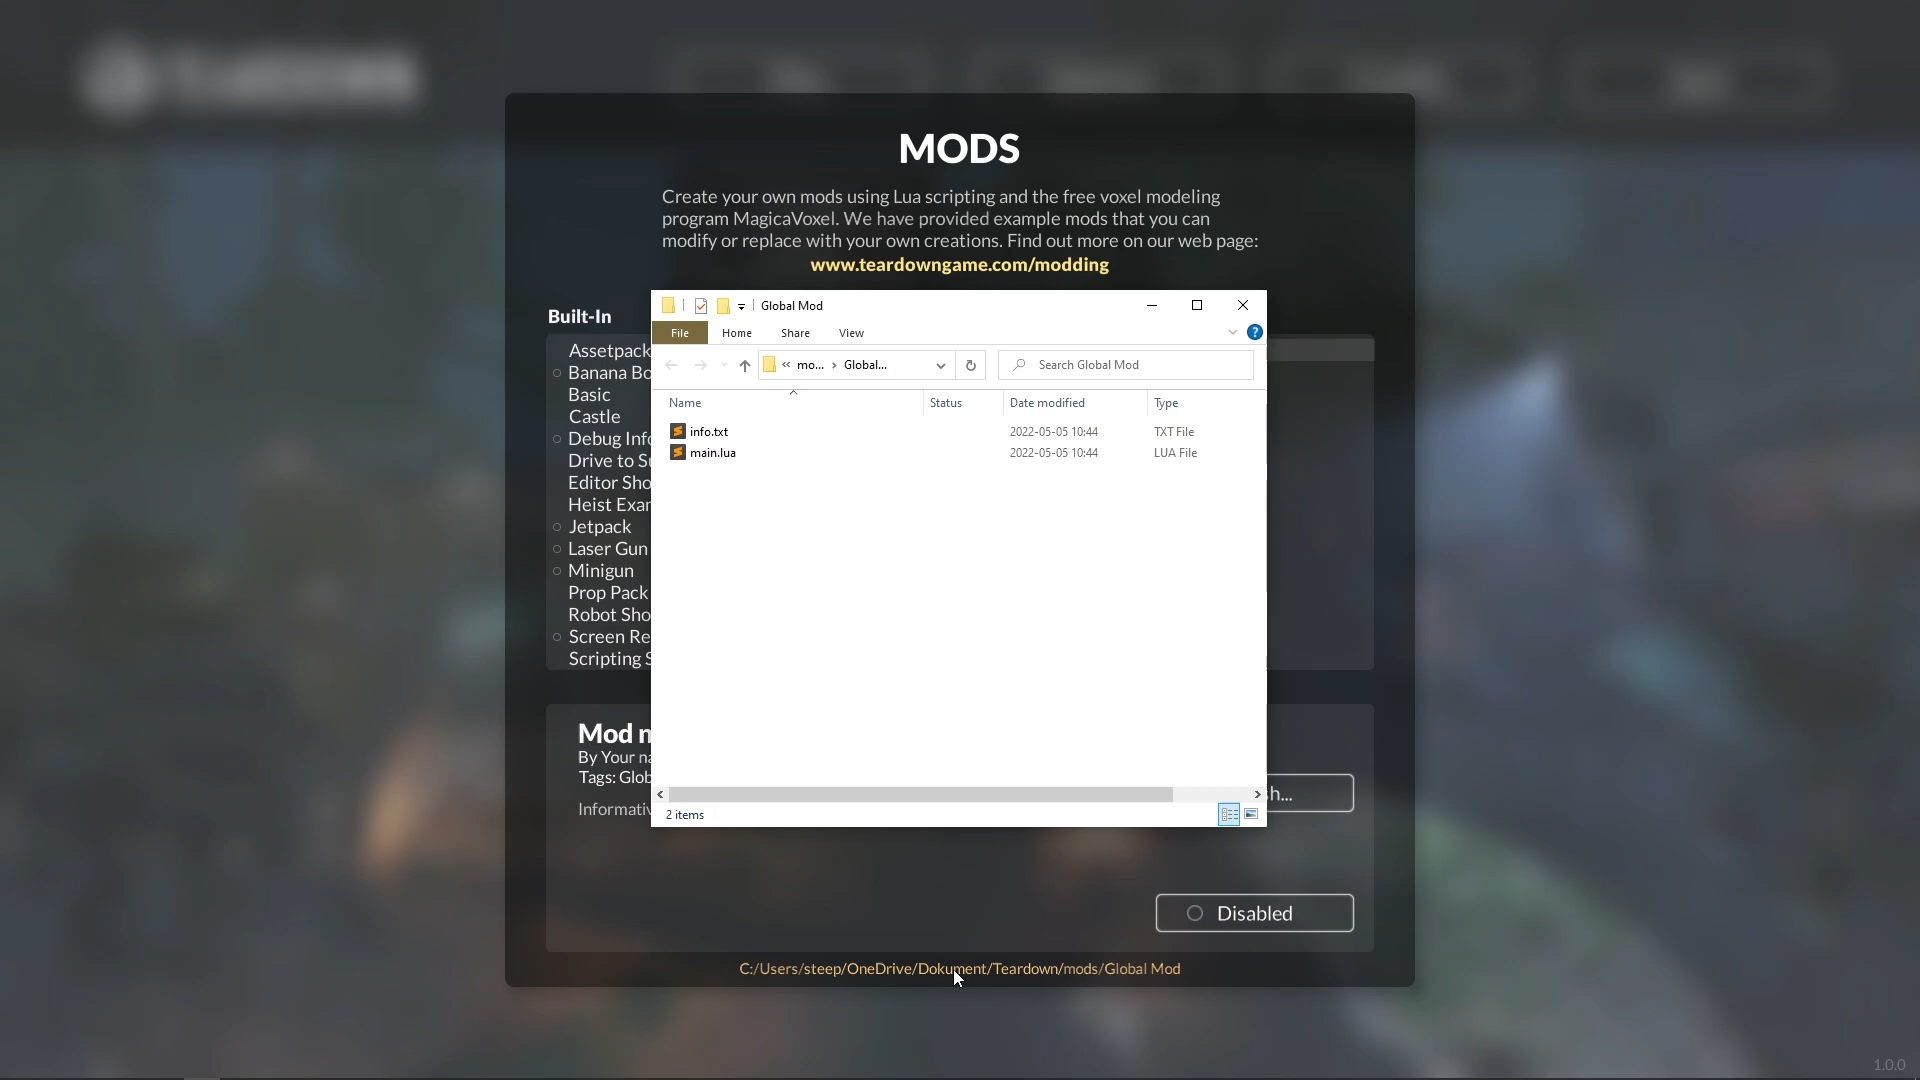 TEARDOWN
MODS
Create your own mods using Lua scripting and the free voxel modeling
program MagicaVoxel. We have provided example mods that you can
modify or replace with your own creations. Find out more on our web page:
www.teardowngame.com/modding
Built-In
Assetpack
Banana Bo
Basic
Castle
Debug Info
Drive to Su
Editor Sho
Heist Exam
Jetpack
Laser Gun
Minigun
Prop Pack
Robot Sho
Screen Re
Scripting S
Global Mod
File Home Share View
« mo... › Global...
Search Global Mod
Name Status Date modified Type
info.txt 2022-05-05 10:44 TXT File
main.lua 2022-05-05 10:44 LUA File
2 items
Mod n
By Your na
Tags: Glob
Informativ
sh...
Disabled
C:/Users/steep/OneDrive/Dokument/Teardown/mods/Global Mod
1.0.0